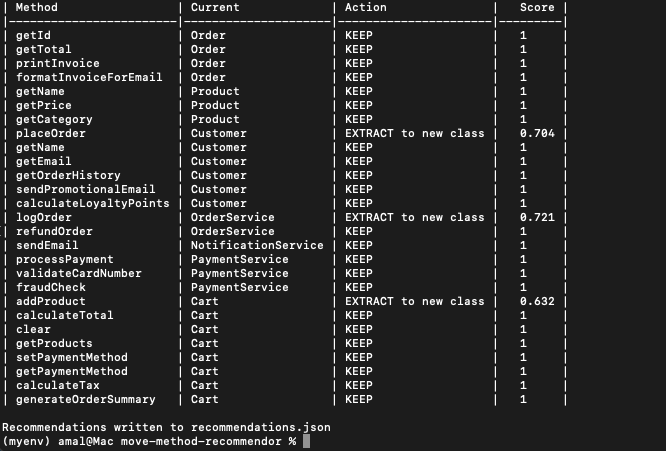 | Method | Current | Action | Score |
|------------------------|---------------------|----------------------|---------|
| getId | Order | KEEP | 1 |
| getTotal | Order | KEEP | 1 |
| printInvoice | Order | KEEP | 1 |
| formatInvoiceForEmail | Order | KEEP | 1 |
| getName | Product | KEEP | 1 |
| getPrice | Product | KEEP | 1 |
| getCategory | Product | KEEP | 1 |
| placeOrder | Customer | EXTRACT to new class | 0.704 |
| getName | Customer | KEEP | 1 |
| getEmail | Customer | KEEP | 1 |
| getOrderHistory | Customer | KEEP | 1 |
| sendPromotionalEmail | Customer | KEEP | 1 |
| calculateLoyaltyPoints | Customer | KEEP | 1 |
| logOrder | OrderService | EXTRACT to new class | 0.721 |
| refundOrder | OrderService | KEEP | 1 |
| sendEmail | NotificationService | KEEP | 1 |
| processPayment | PaymentService | KEEP | 1 |
| validateCardNumber | PaymentService | KEEP | 1 |
| fraudCheck | PaymentService | KEEP | 1 |
| addProduct | Cart | EXTRACT to new class | 0.632 |
| calculateTotal | Cart | KEEP | 1 |
| clear | Cart | KEEP | 1 |
| getProducts | Cart | KEEP | 1 |
| setPaymentMethod | Cart | KEEP | 1 |
| getPaymentMethod | Cart | KEEP | 1 |
| calculateTax | Cart | KEEP | 1 |
| generateOrderSummary | Cart | KEEP | 1 |
Recommendations written to recommendations.json
(myenv) amal@Mac move-method-recommendor %